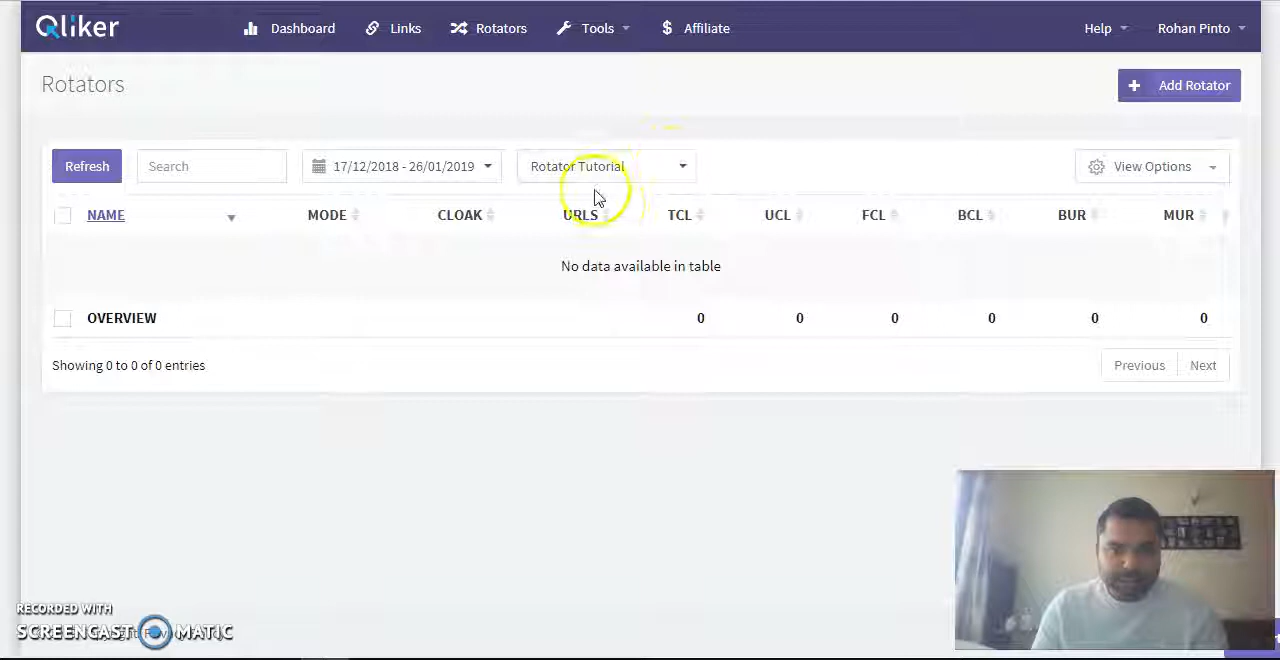 Qliker Dashboard Links Rotators Tools $ Affiliate Help Rohan Pinto
Rotators
+ Add Rotator
Refresh Search 17/12/2018 - 26/01/2019 Rotator Tutorial View Options
NAME MODE CLOAK URLS TCL UCL FCL BCL BUR MUR
No data available in table
OVERVIEW 0 0 0 0 0 0
Showing 0 to 0 of 0 entries Previous Next
RECORDED WITH
SCREENCAST MATIC